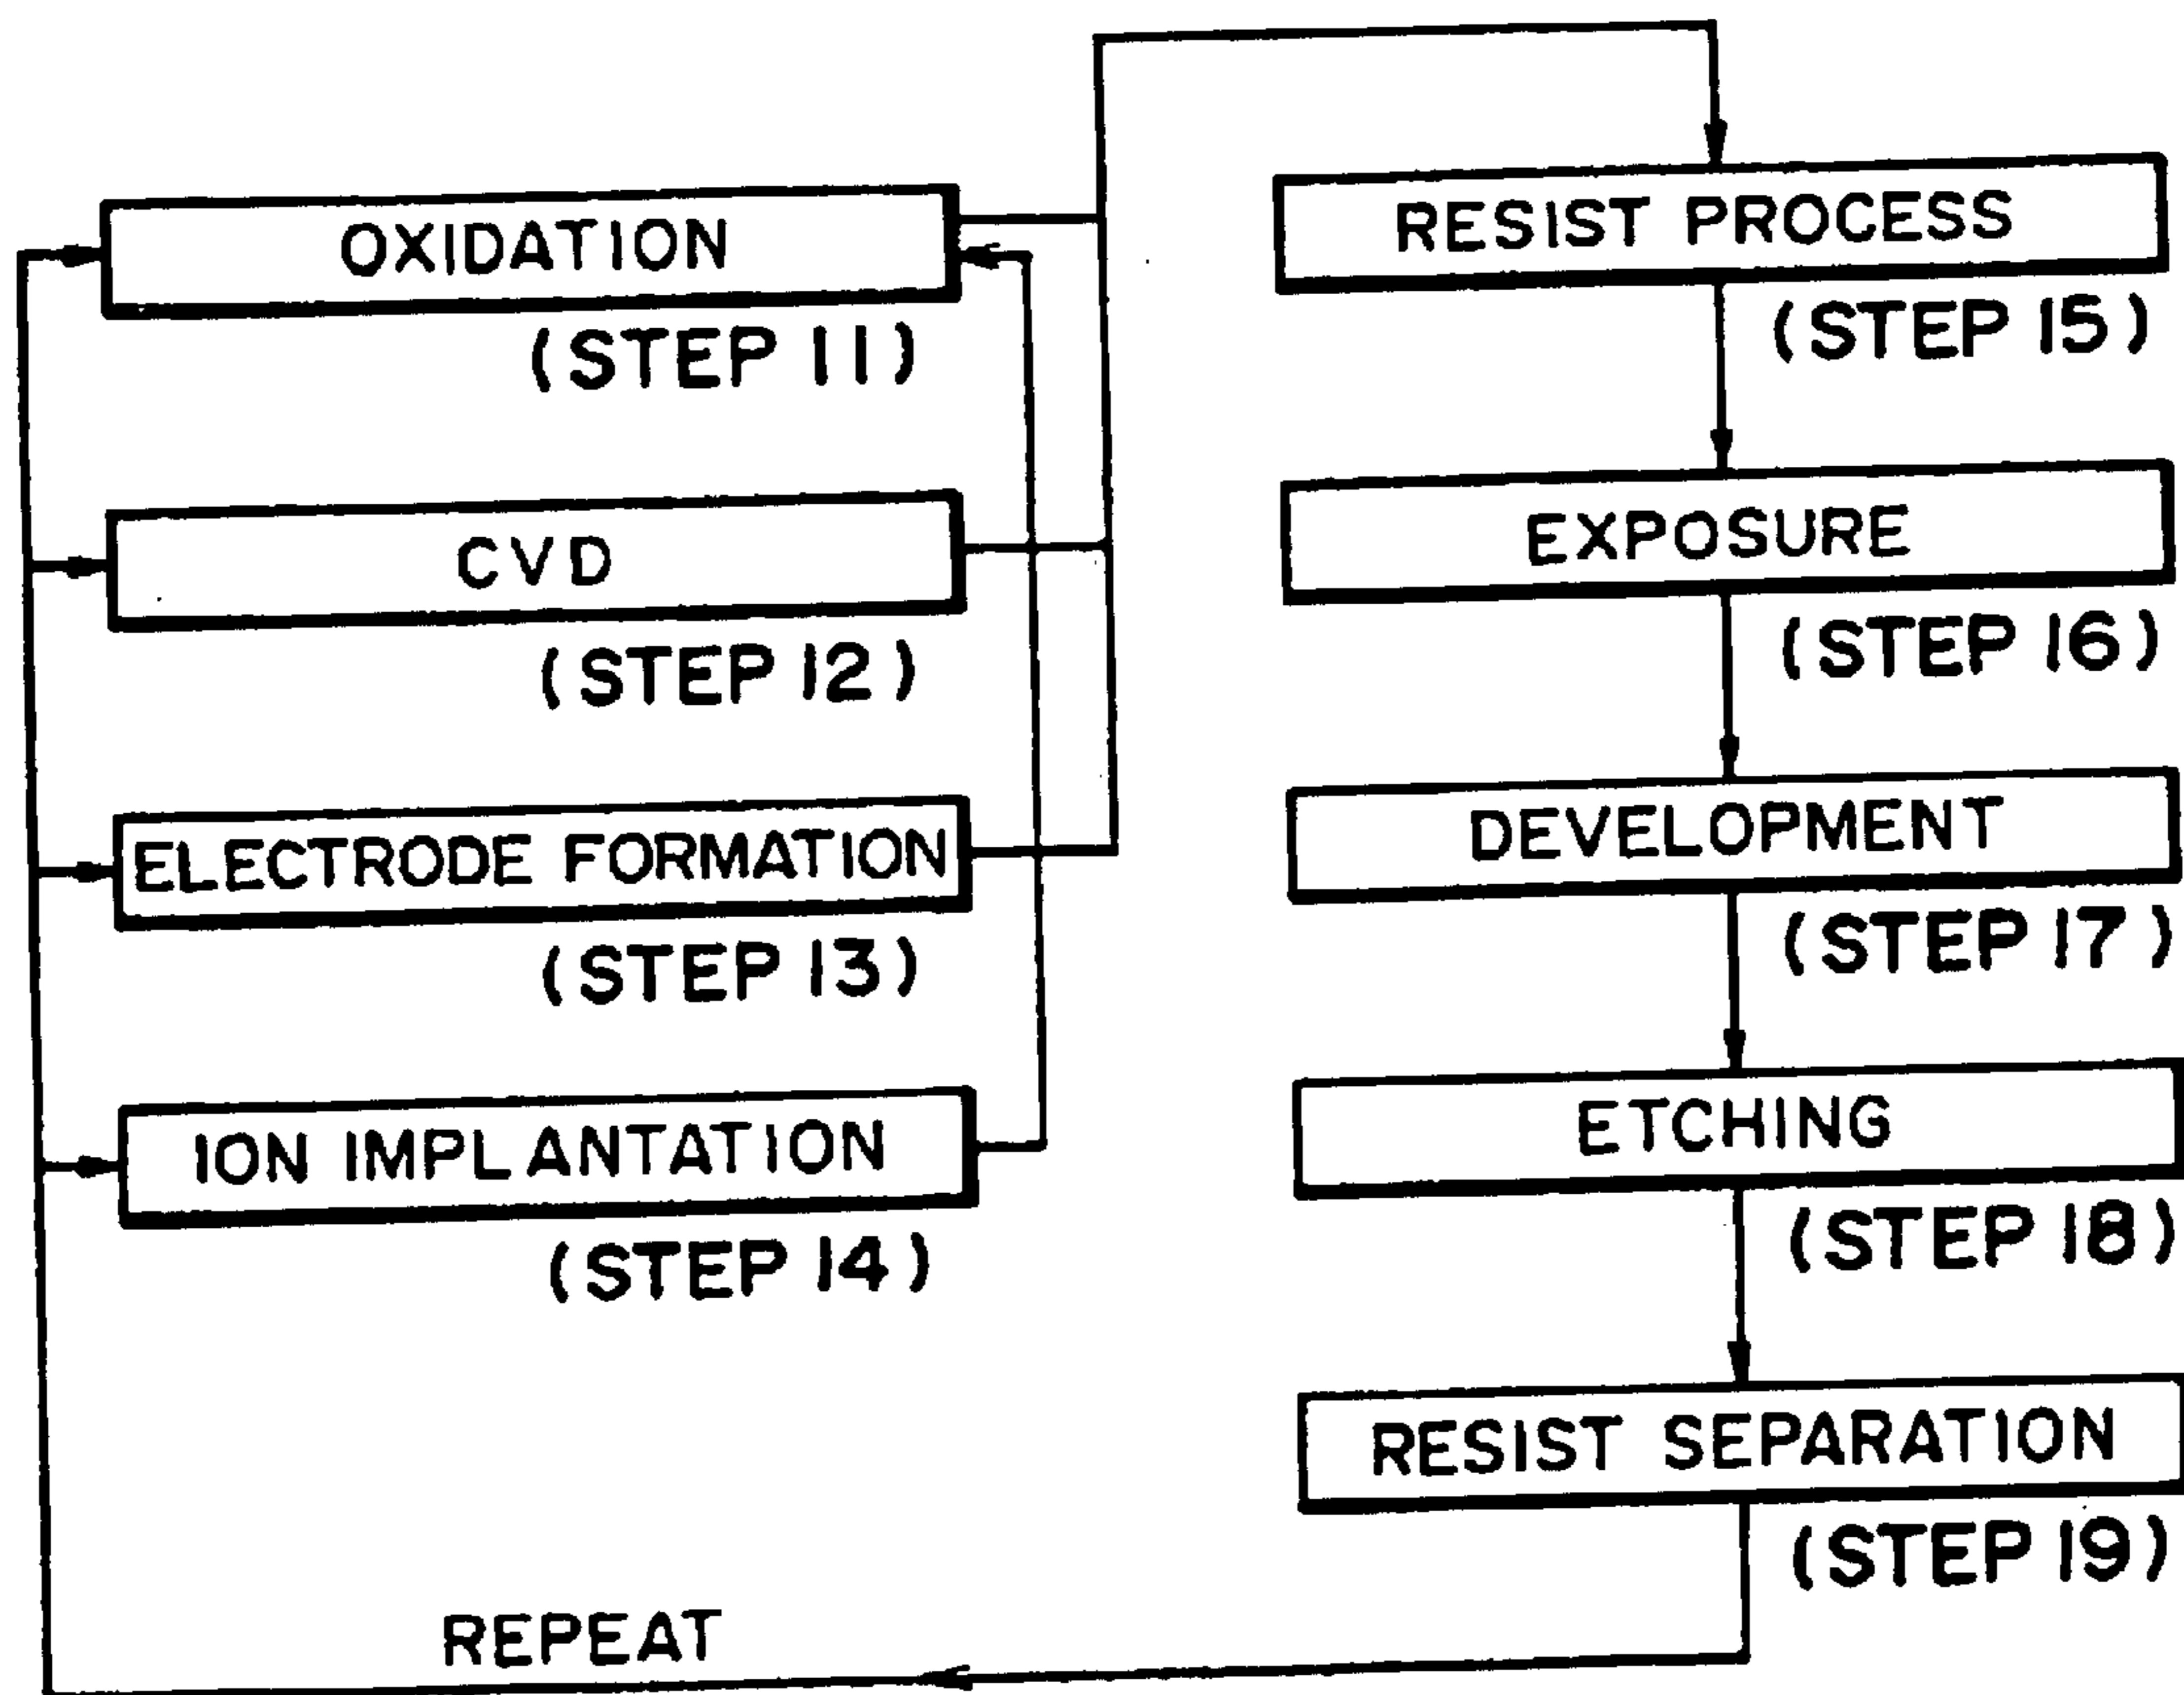 OXIDATION
(STEP 11)
CVD
(STEP 12)
ELECTRODE FORMATION
(STEP 13)
ION IMPLANTATION
(STEP 14)
RESIST PROCESS
(STEP 15)
EXPOSURE
(STEP 16)
DEVELOPMENT
(STEP 17)
ETCHING
(STEP 18)
RESIST SEPARATION
(STEP 19)
REPEAT